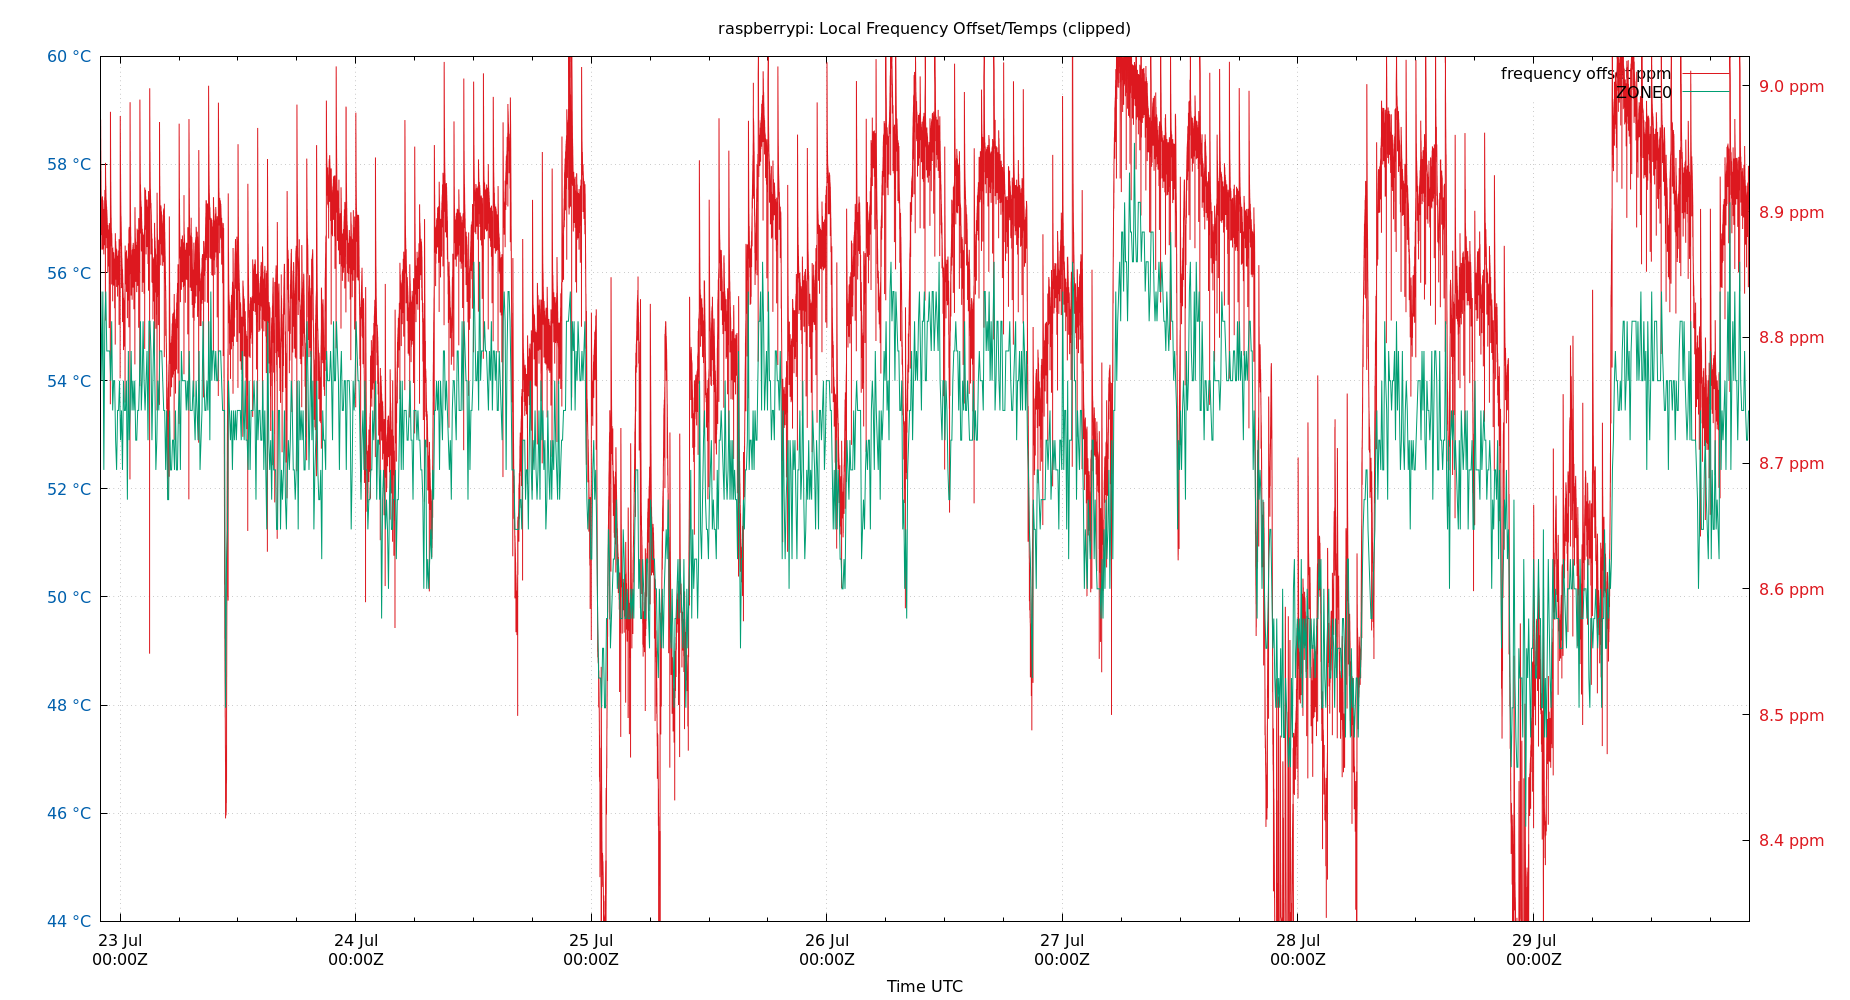 raspberrypi: Local Frequency Offset/Temps (clipped)
60 °C
58 °C
56 °C
54 °C
52 °C
50 °C
48 °C
46 °C
44 °C
frequency offset ppm
ZONE0
9.0 ppm
8.9 ppm
8.8 ppm
8.7 ppm
8.6 ppm
8.5 ppm
8.4 ppm
23 Jul
00:00Z
24 Jul
00:00Z
25 Jul
00:00Z
26 Jul
00:00Z
27 Jul
00:00Z
28 Jul
00:00Z
29 Jul
00:00Z
Time UTC